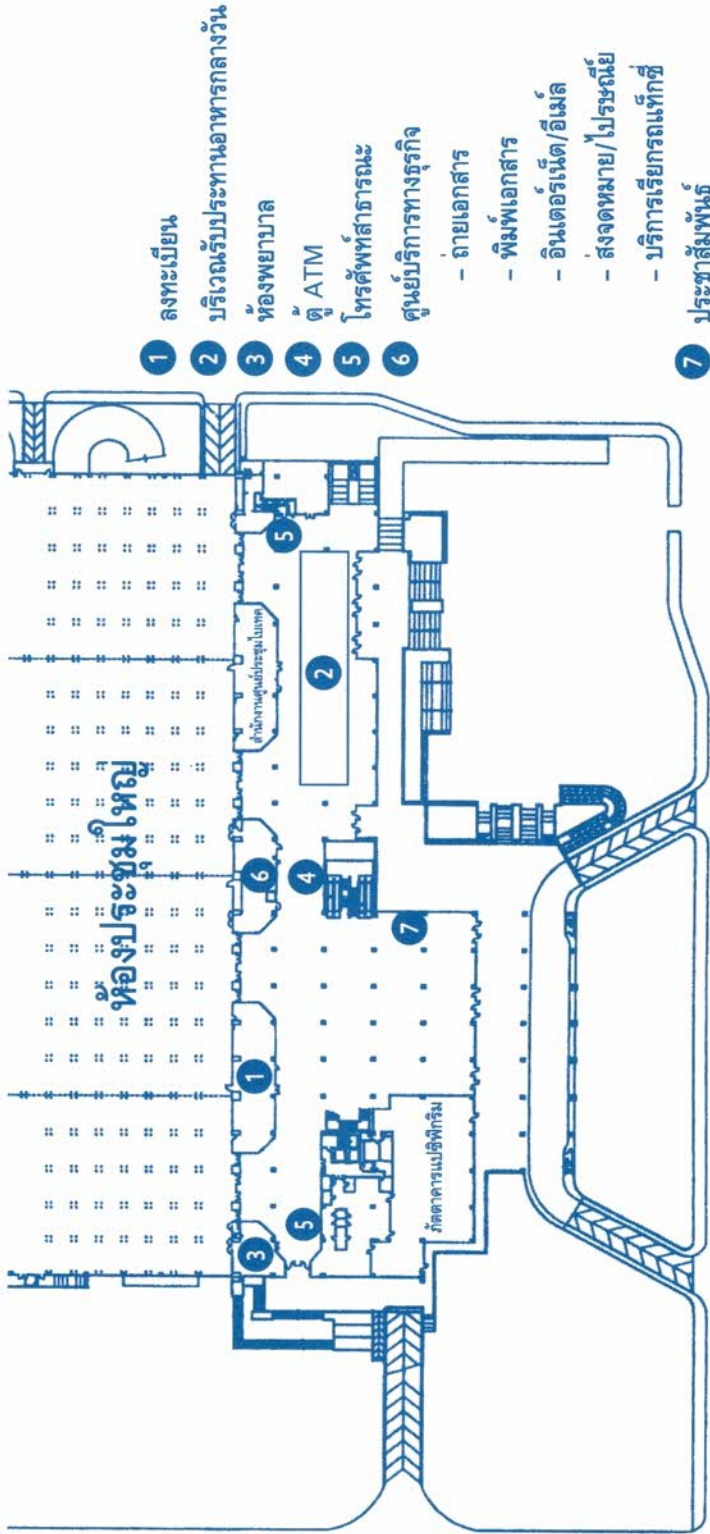 ห้องประชุมใหญ่
สำนักงานศูนย์ประชุมไบเทค
ภัตตาคารแปซิฟิกริม
3
1
6
5
5
4
2
7
1 ลงทะเบียน
2 บริเวณรับประทานอาหารกลางวัน
3 ห้องพยาบาล
4 ตู้ ATM
5 โทรศัพท์สาธารณะ
6 ศูนย์บริการทางธุรกิจ
– ถ่ายเอกสาร
– พิมพ์เอกสาร
– อินเตอร์เน็ต/อีเมล์
– ส่งจดหมาย/ไปรษณีย์
– บริการเรียกรถแท็กซี่
7 ประชาสัมพันธ์